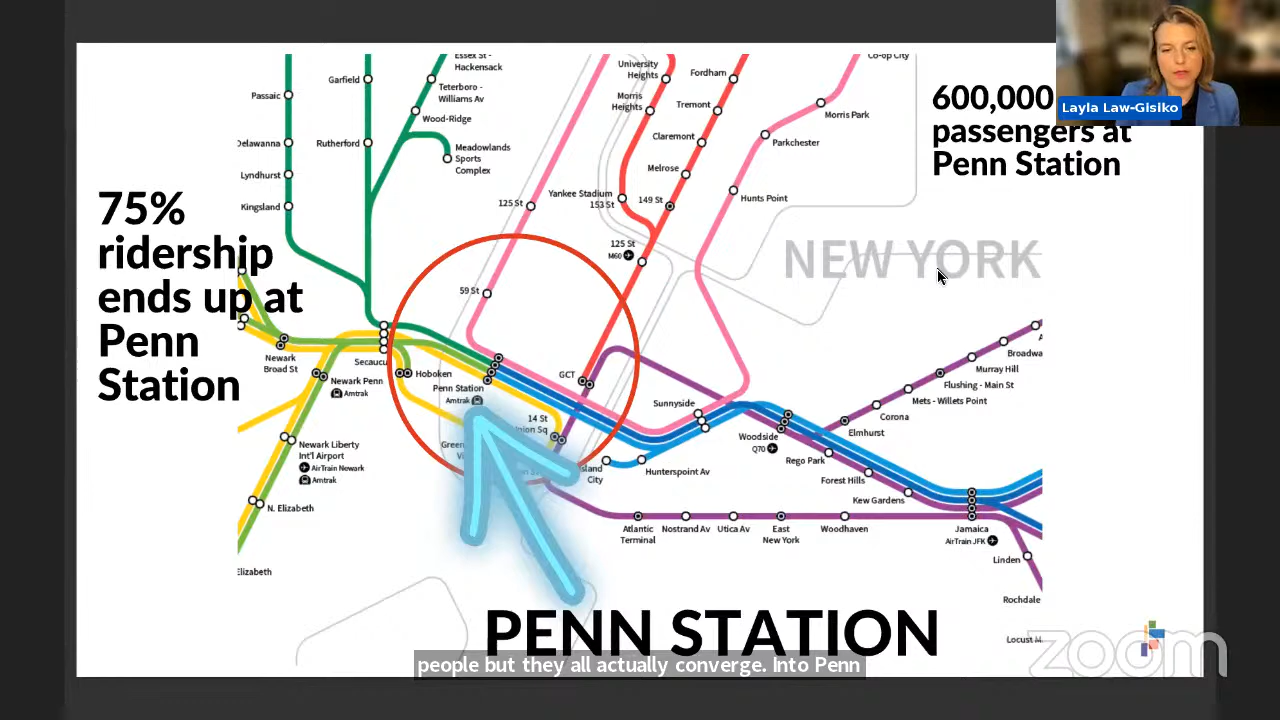 Layla Law-Gisiko
600,000
passengers at
Penn Station
75%
ridership
ends up at
Penn
Station
Passaic
Delawanna
Lyndhurst
Kingsland
Garfield
Rutherford
Essex St -
Hackensack
Teterboro -
Williams Av
Wood-Ridge
Meadowlands
Sports
Complex
University
Heights
Morris
Heights
Yankee Stadium
153 St
Fordham
Tremont
Claremont
Melrose
149 St
Co-op City
Morris Park
Parkchester
Hunts Point
125 St
125 St
M60
59 St
NEW YORK
Newark
Broad St
Secaucu
Hoboken
Newark Penn
Amtrak
Penn Station
Amtrak
GCT
14 St
Union Sq
Green
Sunnyside
Woodside
Q70
Hunterspoint Av
sland
City
Newark Liberty
Int'l Airport
AirTrain Newark
Amtrak
N. Elizabeth
Elizabeth
Broadwa
Murray Hill
Flushing - Main St
Mets - Willets Point
Corona
Elmhurst
Rego Park
Forest Hills
Kew Gardens
Atlantic
Terminal
Nostrand Av
Utica Av
East
New York
Woodhaven
Jamaica
AirTrain JFK
Linden
Rochdale
Locust M
PENN STATION
people but they all actually converge. Into Penn
zoom